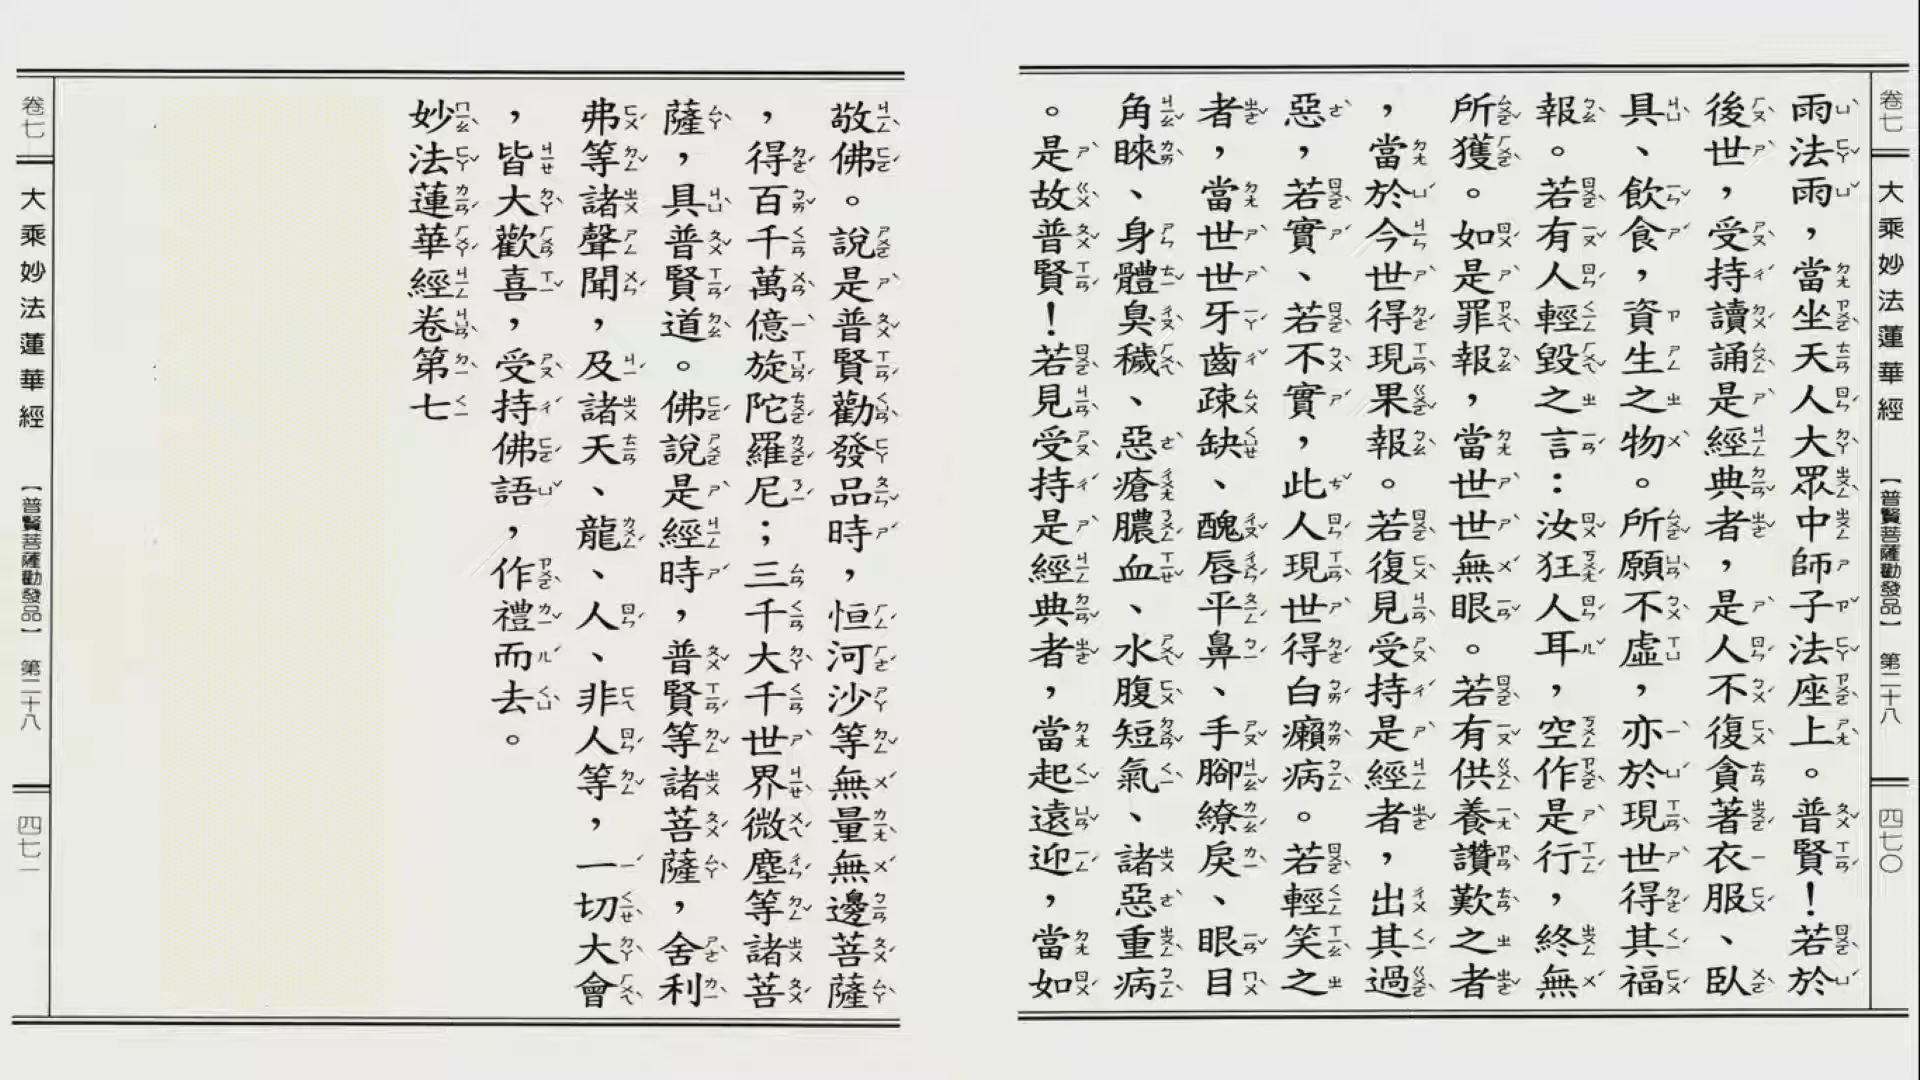 卷七
大乘妙法蓮華經
【普賢菩薩勸發品】
第二十八
四七〇
雨法雨，當坐天人大眾中師子法座上。普賢！若於
後世，受持讀誦是經典者，是人不復貪著衣服、臥
具、飲食，資生之物。所願不虛，亦於現世得其福
報。若有人輕毀之言：汝狂人耳，空作是行，終無
所獲。如是罪報，當世世無眼。若有供養讚歎之者
，當於今世得現果報。若復見受持是經者，出其過
惡，若實、若不實，此人現世得白癩病。若輕笑之
者，當世世牙齒疎缺、醜唇平鼻、手腳繚戾、眼目
角睞、身體臭穢、惡瘡膿血、水腹短氣、諸惡重病
。是故普賢！若見受持是經典者，當起遠迎，當如
敬佛。說是普賢勸發品時，恒河沙等無量無邊菩薩
，得百千萬億旋陀羅尼；三千大千世界微塵等諸菩
薩，具普賢道。佛說是經時，普賢等諸菩薩，舍利
弗等諸聲聞，及諸天、龍、人、非人等，一切大會
，皆大歡喜，受持佛語，作禮而去。
妙法蓮華經卷第七
卷七
大乘妙法蓮華經
【普賢菩薩勸發品】
第二十八
四七一